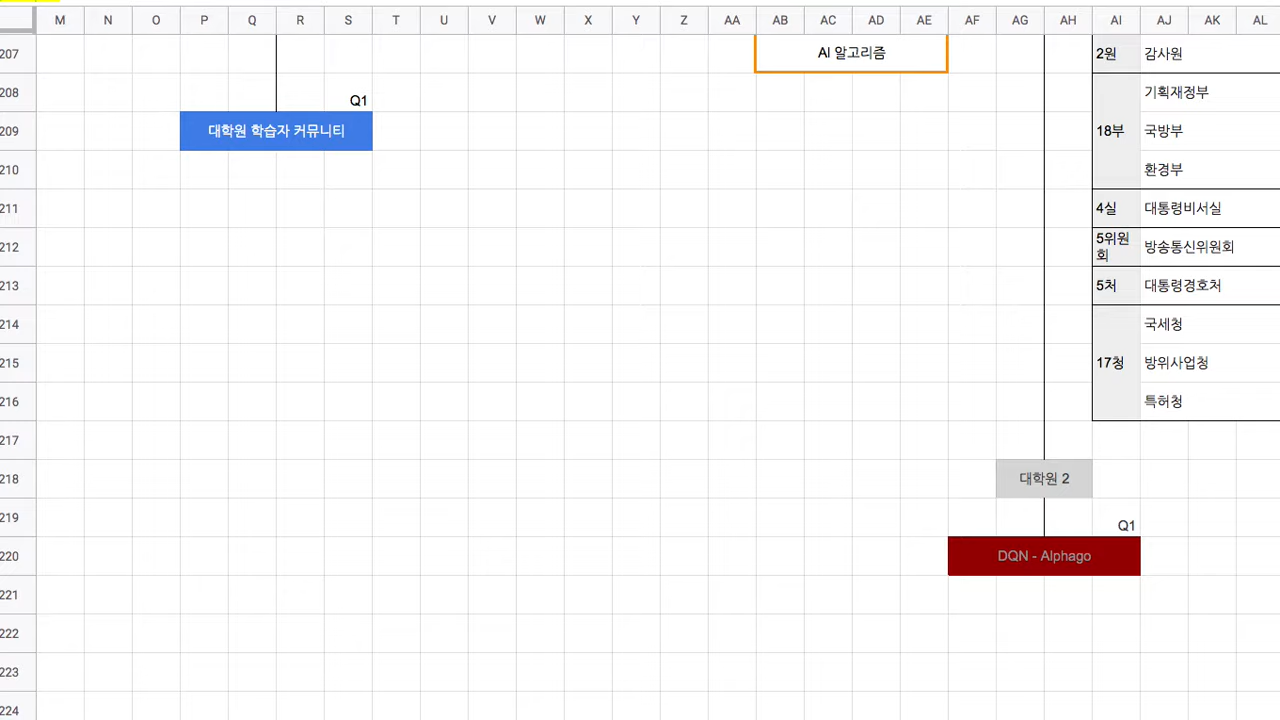 M N O P Q R S T U V W X Y Z AA AB AC AD AE AF AG AH AI AJ AK AL
207 AI 알고리즘 2원 감사원
208 Q1 기획재정부
209 대학원 학습자 커뮤니티 18부 국방부
210 환경부
211 4실 대통령비서실
212 5위원
회 방송통신위원회
213 5처 대통령경호처
214 국세청
215 17청 방위사업청
216 특허청
217
218 대학원 2
219 Q1
220 DQN - Alphago
221
222
223
224